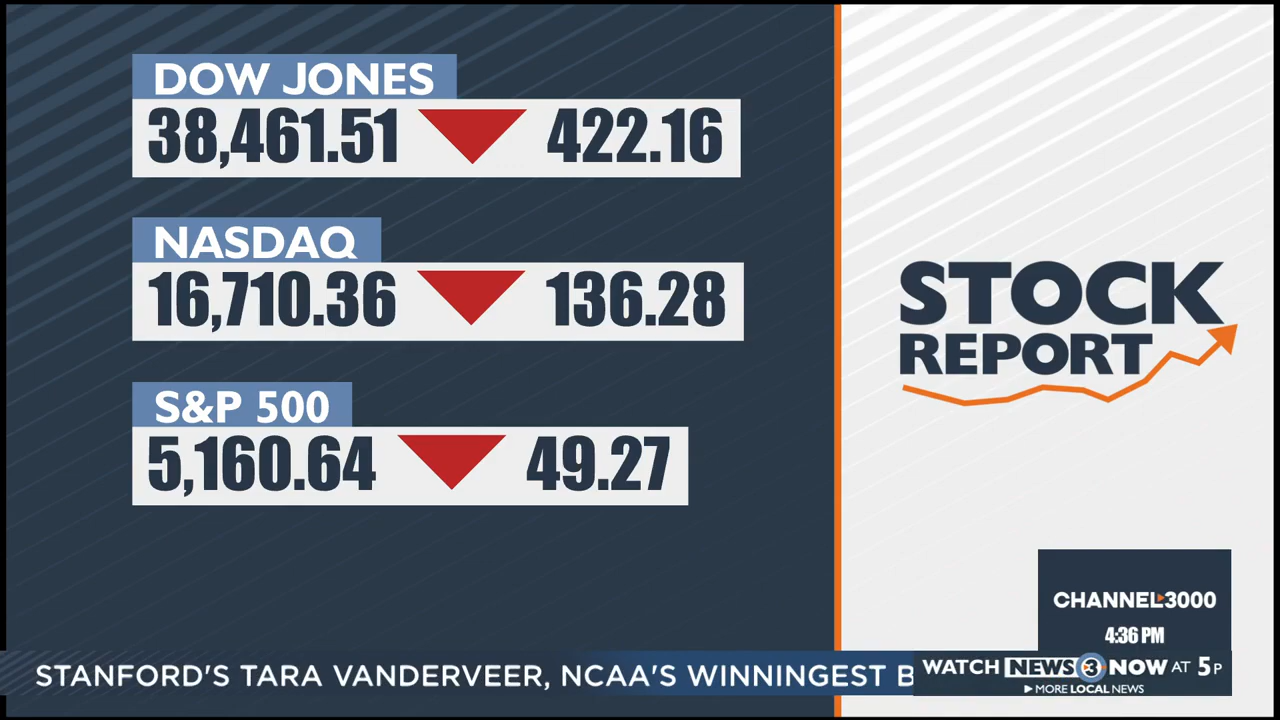 DOW JONES
38,461.51 422.16
NASDAQ
16,710.36 136.28
S&P 500
5,160.64 49.27
STOCK
REPORT
CHANNEL3000
4:36 PM
STANFORD'S TARA VANDERVEER, NCAA'S WINNINGEST B
WATCH NEWS 3 NOW AT 5P
MORE LOCAL NEWS